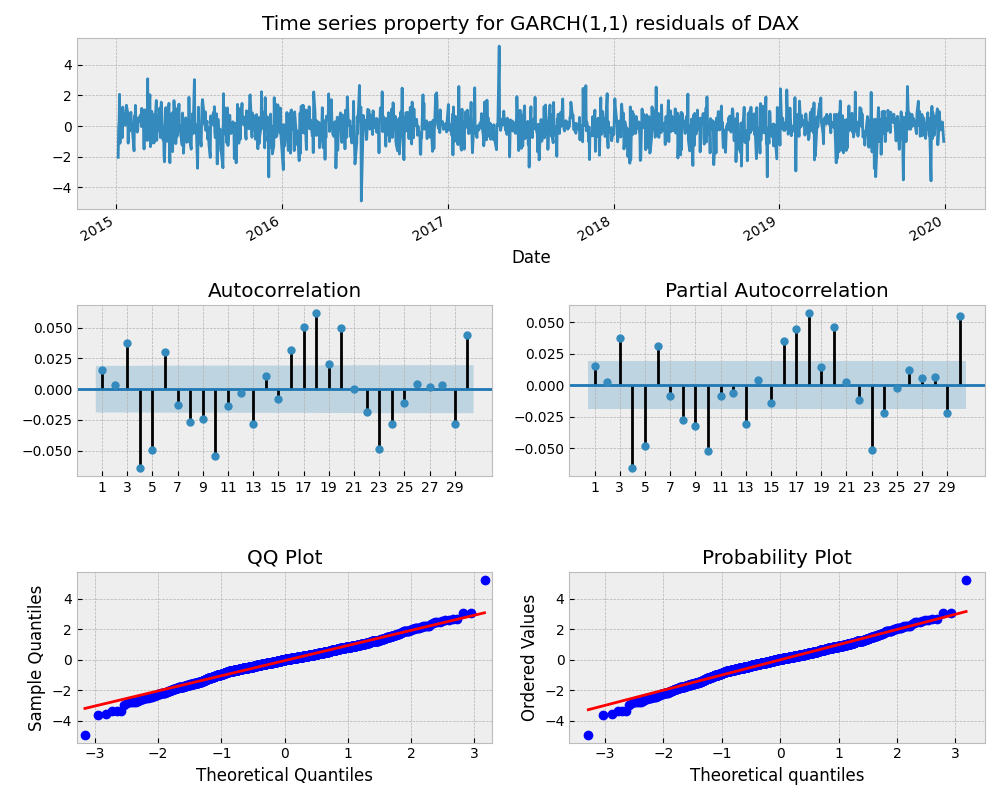 Time series property for GARCH(1,1) residuals of DAX
4
2
0
−2
−4
2015 2016 2017 2018 2019 2020
Date
Autocorrelation
0.050
0.025
0.000
−0.025
−0.050
1 3 5 7 9 11 13 15 17 19 21 23 25 27 29
Partial Autocorrelation
0.050
0.025
0.000
−0.025
−0.050
1 3 5 7 9 11 13 15 17 19 21 23 25 27 29
QQ Plot
Sample Quantiles
4
2
0
−2
−4
−3 −2 −1 0 1 2 3
Theoretical Quantiles
Probability Plot
Ordered Values
4
2
0
−2
−4
−3 −2 −1 0 1 2 3
Theoretical quantiles